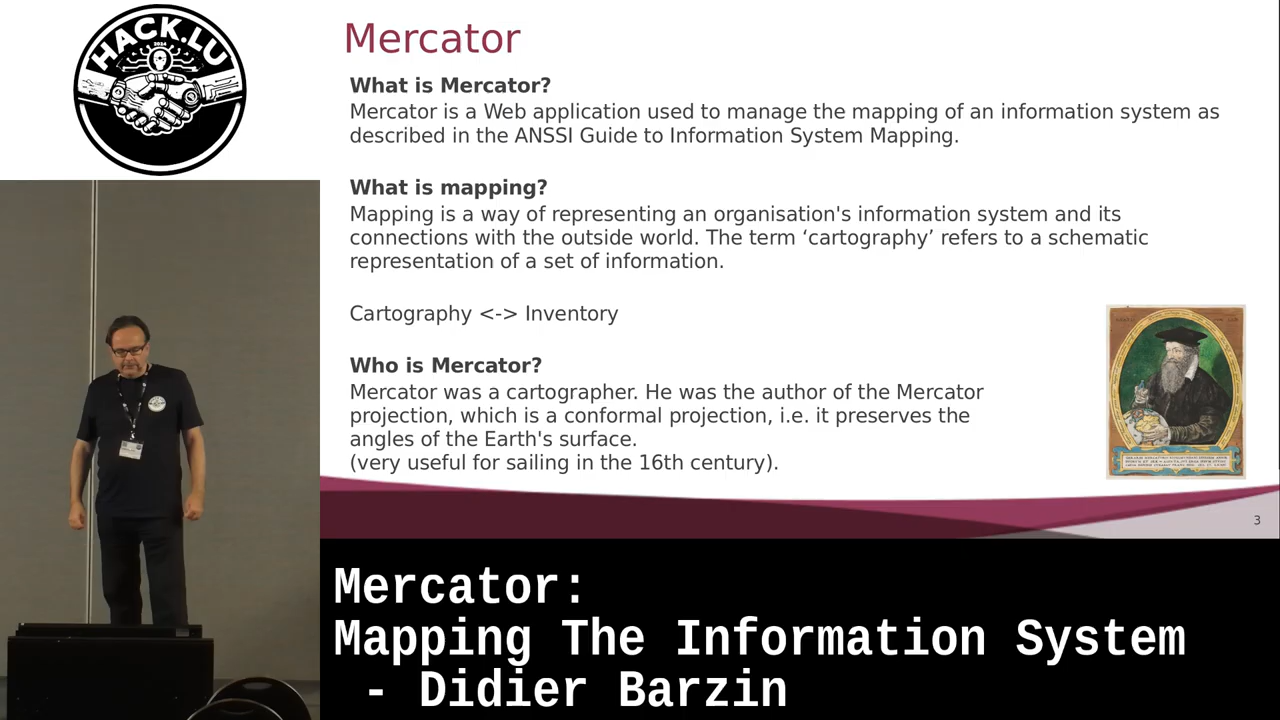 HACK.LU
2024
Mercator
What is Mercator?
Mercator is a Web application used to manage the mapping of an information system as
described in the ANSSI Guide to Information System Mapping.
What is mapping?
Mapping is a way of representing an organisation's information system and its
connections with the outside world. The term ‘cartography’ refers to a schematic
representation of a set of information.
Cartography <-> Inventory
Who is Mercator?
Mercator was a cartographer. He was the author of the Mercator
projection, which is a conformal projection, i.e. it preserves the
angles of the Earth's surface.
(very useful for sailing in the 16th century).
3
Mercator:
Mapping The Information System
- Didier Barzin